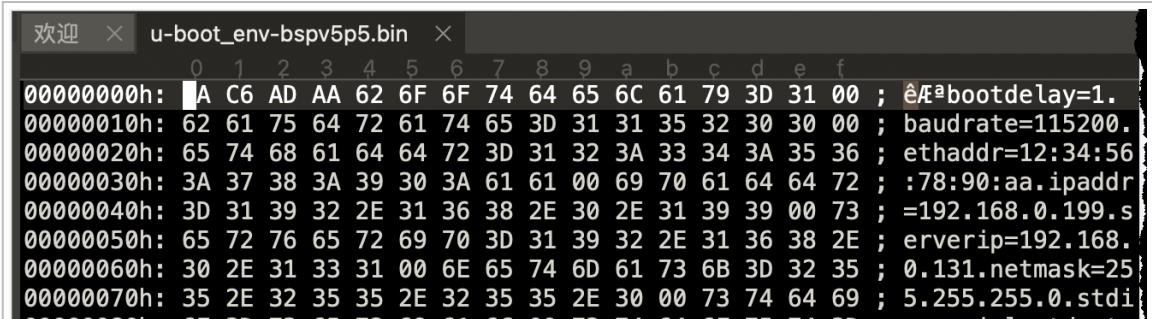 欢迎 × u-boot_env-bspv5p5.bin ×
0 1 2 3 4 5 6 7 8 9 a b c d e f
00000000h: A C6 AD AA 62 6F 6F 74 64 65 6C 61 79 3D 31 00 ; êÆ­ªbootdelay=1.
00000010h: 62 61 75 64 72 61 74 65 3D 31 31 35 32 30 30 00 ; baudrate=115200.
00000020h: 65 74 68 61 64 64 72 3D 31 32 3A 33 34 3A 35 36 ; ethaddr=12:34:56
00000030h: 3A 37 38 3A 39 30 3A 61 61 00 69 70 61 64 64 72 ; :78:90:aa.ipaddr
00000040h: 3D 31 39 32 2E 31 36 38 2E 30 2E 31 39 39 00 73 ; =192.168.0.199.s
00000050h: 65 72 76 65 72 69 70 3D 31 39 32 2E 31 36 38 2E ; erverip=192.168.
00000060h: 30 2E 31 33 31 00 6E 65 74 6D 61 73 6B 3D 32 35 ; 0.131.netmask=25
00000070h: 35 2E 32 35 35 2E 32 35 35 2E 30 00 73 74 64 69 ; 5.255.255.0.stdi